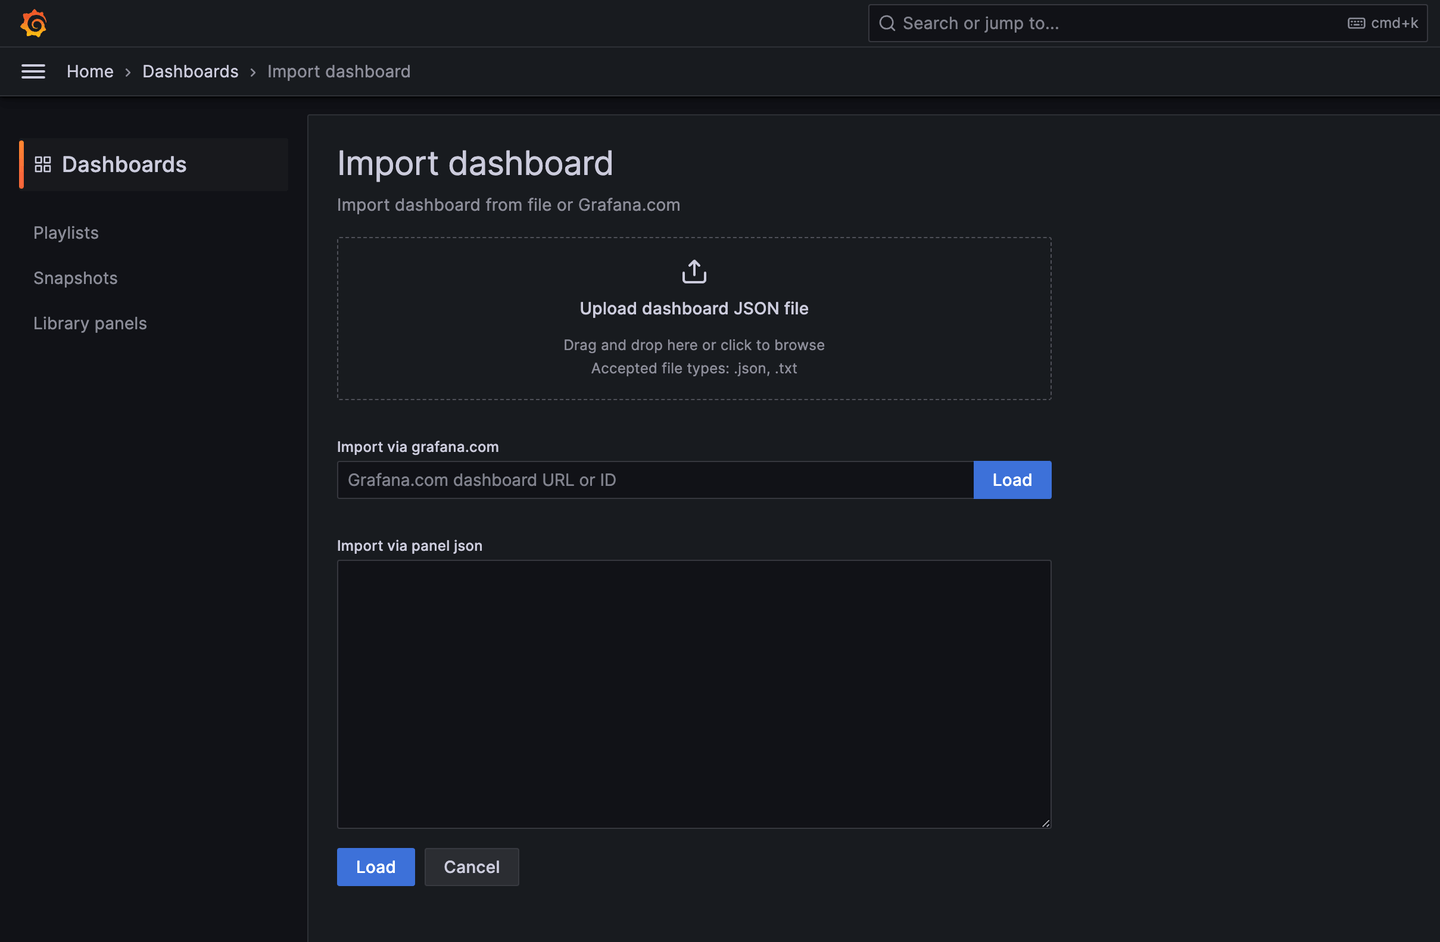 Search or jump to...
cmd+k
Home > Dashboards > Import dashboard
Dashboards
Playlists
Snapshots
Library panels
Import dashboard
Import dashboard from file or Grafana.com
Upload dashboard JSON file
Drag and drop here or click to browse
Accepted file types: .json, .txt
Import via grafana.com
Grafana.com dashboard URL or ID
Load
Import via panel json
Load
Cancel